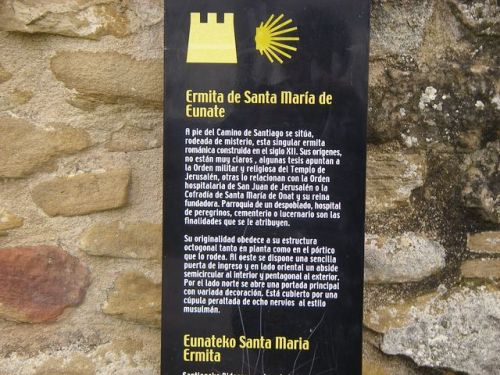 Ermita de Santa María de
Eunate
A pie del Camino de Santiago se sitúa,
rodeada de misterio, esta singular ermita
románica construida en el siglo XII. Sus orígenes,
no están muy claros , algunas tesis apuntan a
la Orden militar y religiosa del Templo de
Jerusalén, otras lo relacionan con la Orden
hospitalaria de San Juan de Jerusalén o la
Cofradía de Santa María de Onat y su reina
fundadora. Parroquia de un despoblado, hospital
de peregrinos, cementerio o lucernario son las
finalidades que se le atribuyen.
Su originalidad obedece a su estructura
octogonal tanto en planta como en el pórtico
que lo rodea. Al oeste se dispone una sencilla
puerta de ingreso y en lado oriental un abside
semicircular al interior y pentagonal al exterior.
Por el lado norte se abre una portada principal
con variada decoración. Está cubierto por una
cúpula peraltada de ocho nervios al estilo
musulmán.
Eunateko Santa Maria
Ermita